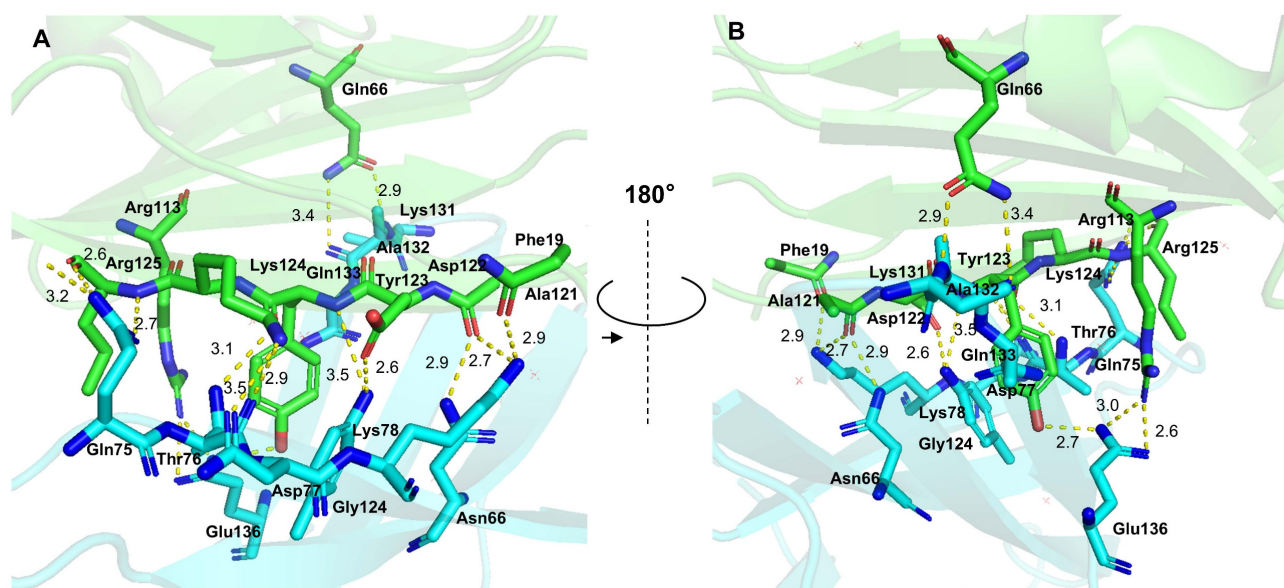 A
Gln66
2.9
3.4
Lys131
Arg113
Ala132
Phe19
2.6
Arg125
Lys124
Gln133
Asp122
Tyr123
Ala121
3.2
2.7
3.1
2.9
3.5
2.9
3.5
2.6
2.9
2.7
Gln75
Thr76
Lys78
Asp77
Gly124
Asn66
Glu136
180°
B
Gln66
2.9
3.4
Arg113
Phe19
Tyr123
Arg125
Lys131
Lys124
Ala121
Ala132
3.1
Asp122
2.9
2.7
2.9
2.6
3.5
Thr76
Gln133
Gln75
Asp77
Lys78
3.0
Gly124
2.7
2.6
Asn66
Glu136